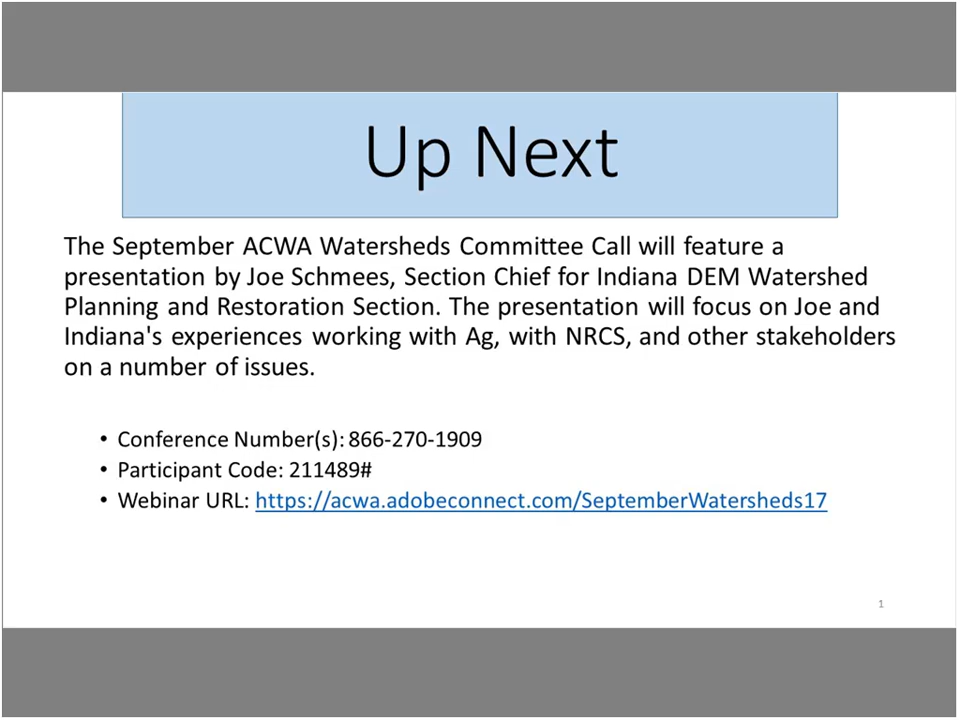 Up Next
The September ACWA Watersheds Committee Call will feature a
presentation by Joe Schmees, Section Chief for Indiana DEM Watershed
Planning and Restoration Section. The presentation will focus on Joe and
Indiana's experiences working with Ag, with NRCS, and other stakeholders
on a number of issues.
• Conference Number(s): 866-270-1909
• Participant Code: 211489#
• Webinar URL: https://acwa.adobeconnect.com/SeptemberWatersheds17
1